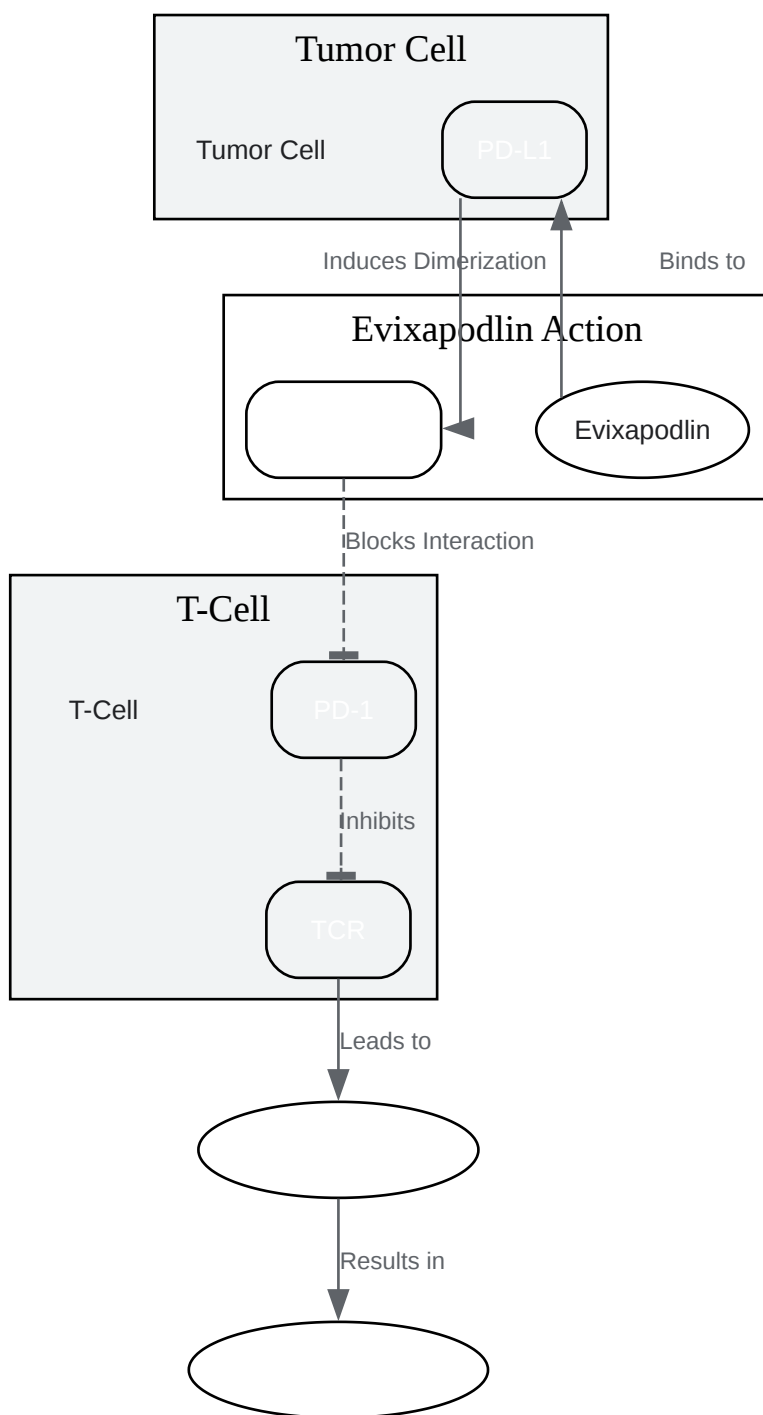 Tumor Cell
Tumor Cell
PD-L1
Induces Dimerization
Binds to
Evixapodlin Action
Evixapodlin
Blocks Interaction
T-Cell
T-Cell
PD-1
Inhibits
TCR
Leads to
Results in